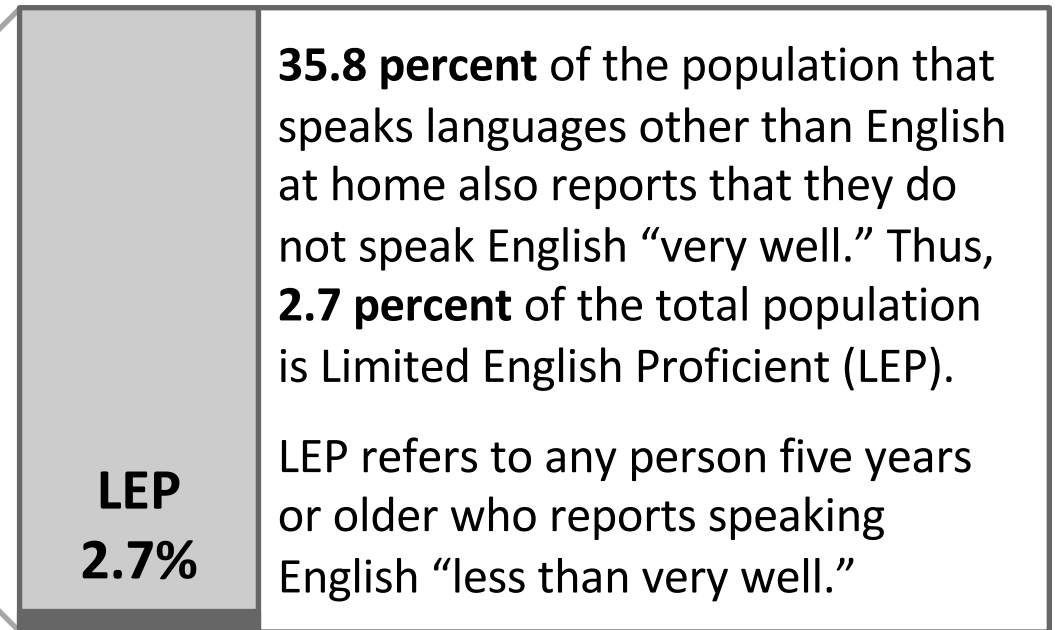 LEP
2.7%
35.8 percent of the population that
speaks languages other than English
at home also reports that they do
not speak English “very well.” Thus,
2.7 percent of the total population
is Limited English Proficient (LEP).
LEP refers to any person five years
or older who reports speaking
English “less than very well.”